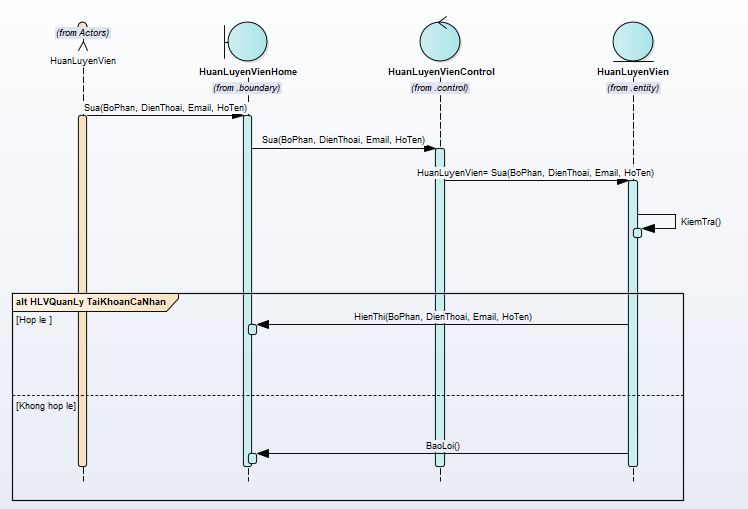 (from Actors)
HuanLuyenVien
HuanLuyenVienHome
(from .boundary)
HuanLuyenVienControl
(from .control)
HuanLuyenVien
(from .entity)
Sua(BoPhan, DienThoai, Email, HoTen)
Sua(BoPhan, DienThoai, Email, HoTen)
HuanLuyenVien= Sua(BoPhan, DienThoai, Email, HoTen)
KiemTra()
alt HLVQuanLy TaiKhoanCaNhan
[Hop le ]
HienThi(BoPhan, DienThoai, Email, HoTen)
[Khong hop le]
BaoLoi()